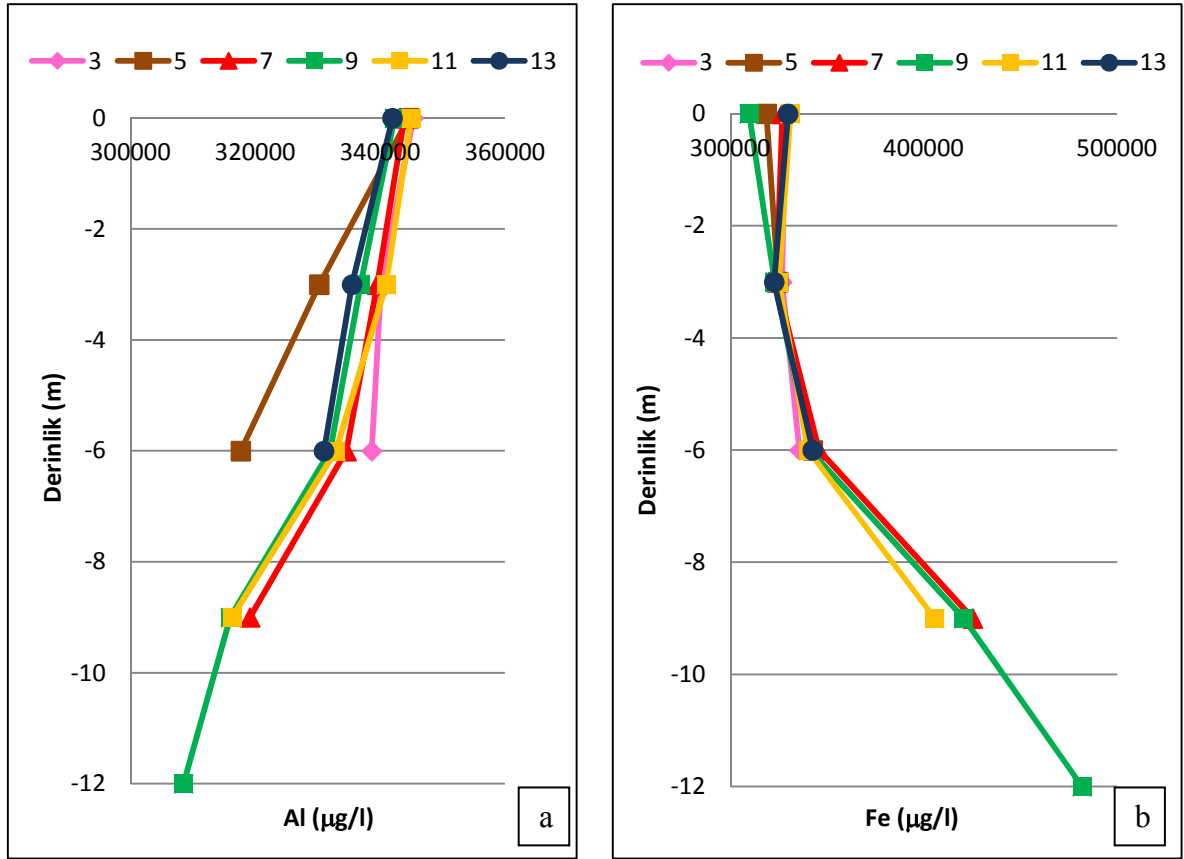 3 5 7 9 11 13
0
300000 320000 340000 360000
-2
-4
-6
-8
-10
-12
Derinlik (m)
Al (µg/l)
a
3 5 7 9 11 13
0
300000 400000 500000
-2
-4
-6
-8
-10
-12
Derinlik (m)
Fe (µg/l)
b